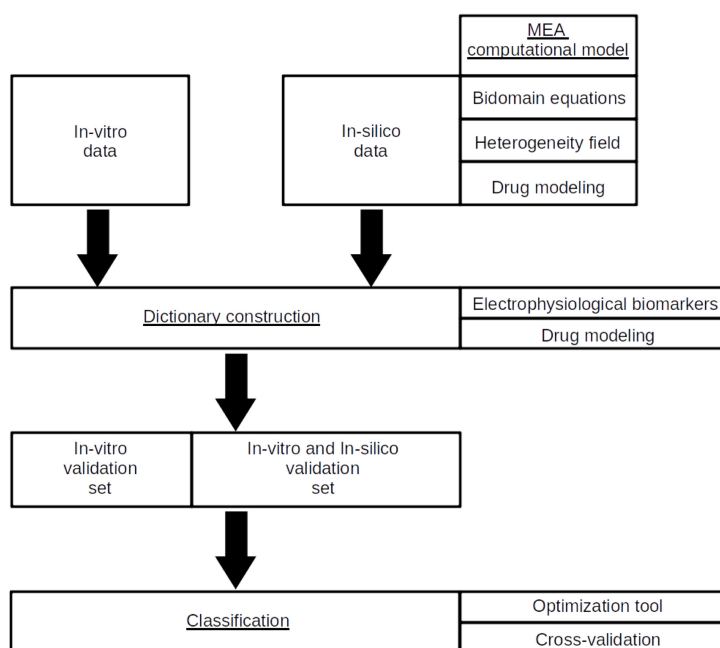 MEA
computational model
In-vitro
data
In-silico
data
Bidomain equations
Heterogeneity field
Drug modeling
Dictionary construction
Electrophysiological biomarkers
Drug modeling
In-vitro
validation
set
In-vitro and In-silico
validation
set
Classification
Optimization tool
Cross-validation